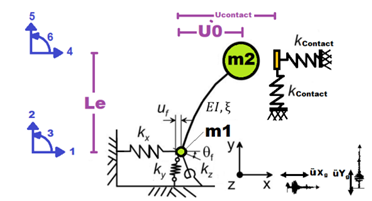 Ucontact
U0
5
6
4
m2
kContact
kContact
Le
EI, ξ
uf
2
3
1
kx
m1
θf
ky
kz
y
z
x
üXg
üYg